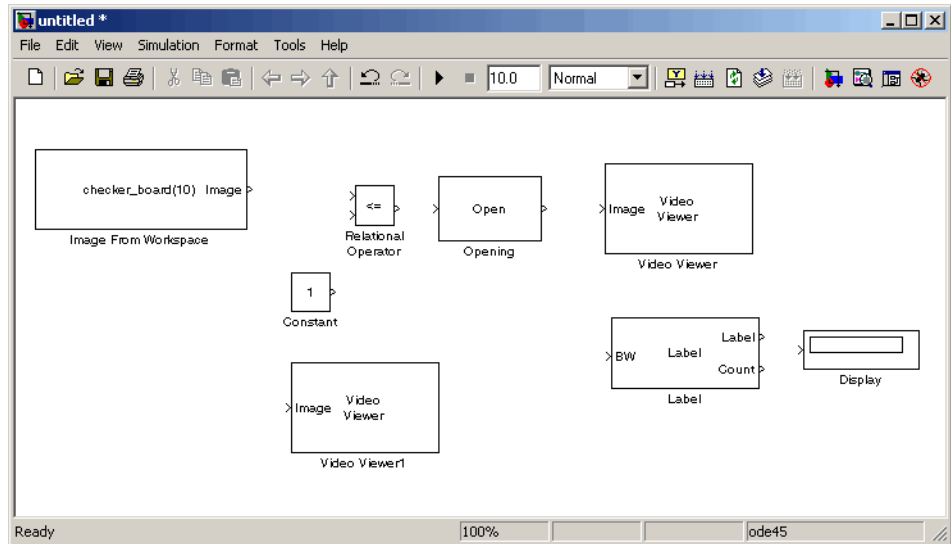 untitled *
File Edit View Simulation Format Tools Help
10.0 Normal
checker_board(10) Image
Image From Workspace
<=
Relational
Operator
Open
Opening
Image Video
Viewer
Video Viewer
1
Constant
BW Label Label
Count
Label
Display
Image Video
Viewer
Video Viewer1
Ready 100% ode45